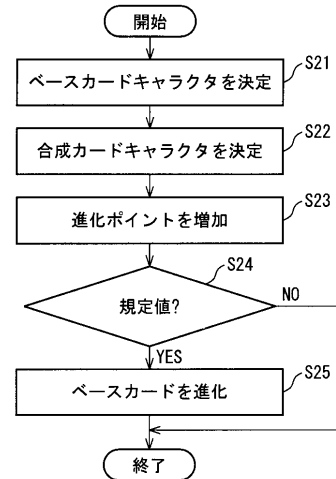 開始
ベースカードキャラクタを決定
S21
合成カードキャラクタを決定
S22
進化ポイントを増加
S23
規定値?
S24
NO
YES
ベースカードを進化
S25
終了